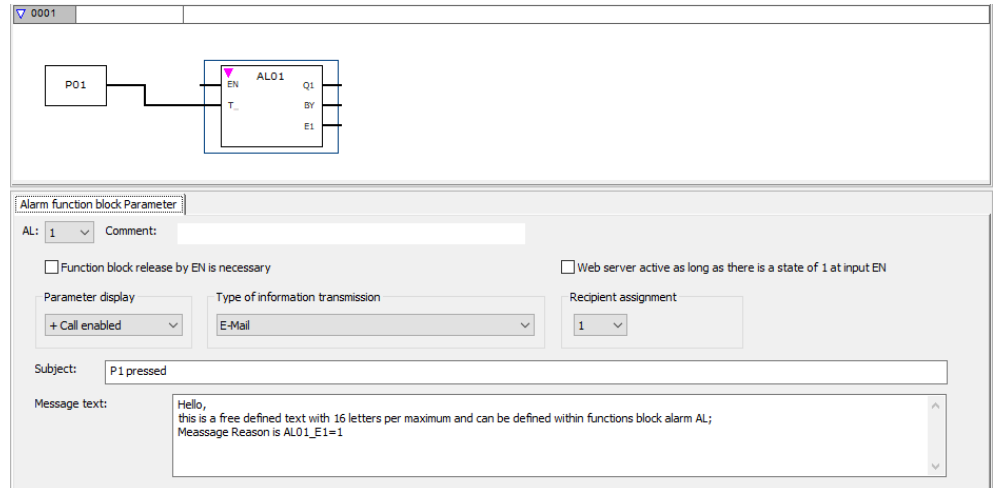 0001
P01
AL01
EN
Q1
T_
BY
E1
Alarm function block Parameter
AL: 1 Comment:
Function block release by EN is necessary
Web server active as long as there is a state of 1 at input EN
Parameter display
Type of information transmission
Recipient assignment
+ Call enabled
E-Mail
1
Subject: P1 pressed
Message text: Hello,
this is a free defined text with 16 letters per maximum and can be defined within functions block alarm AL;
Meassage Reason is AL01_E1=1